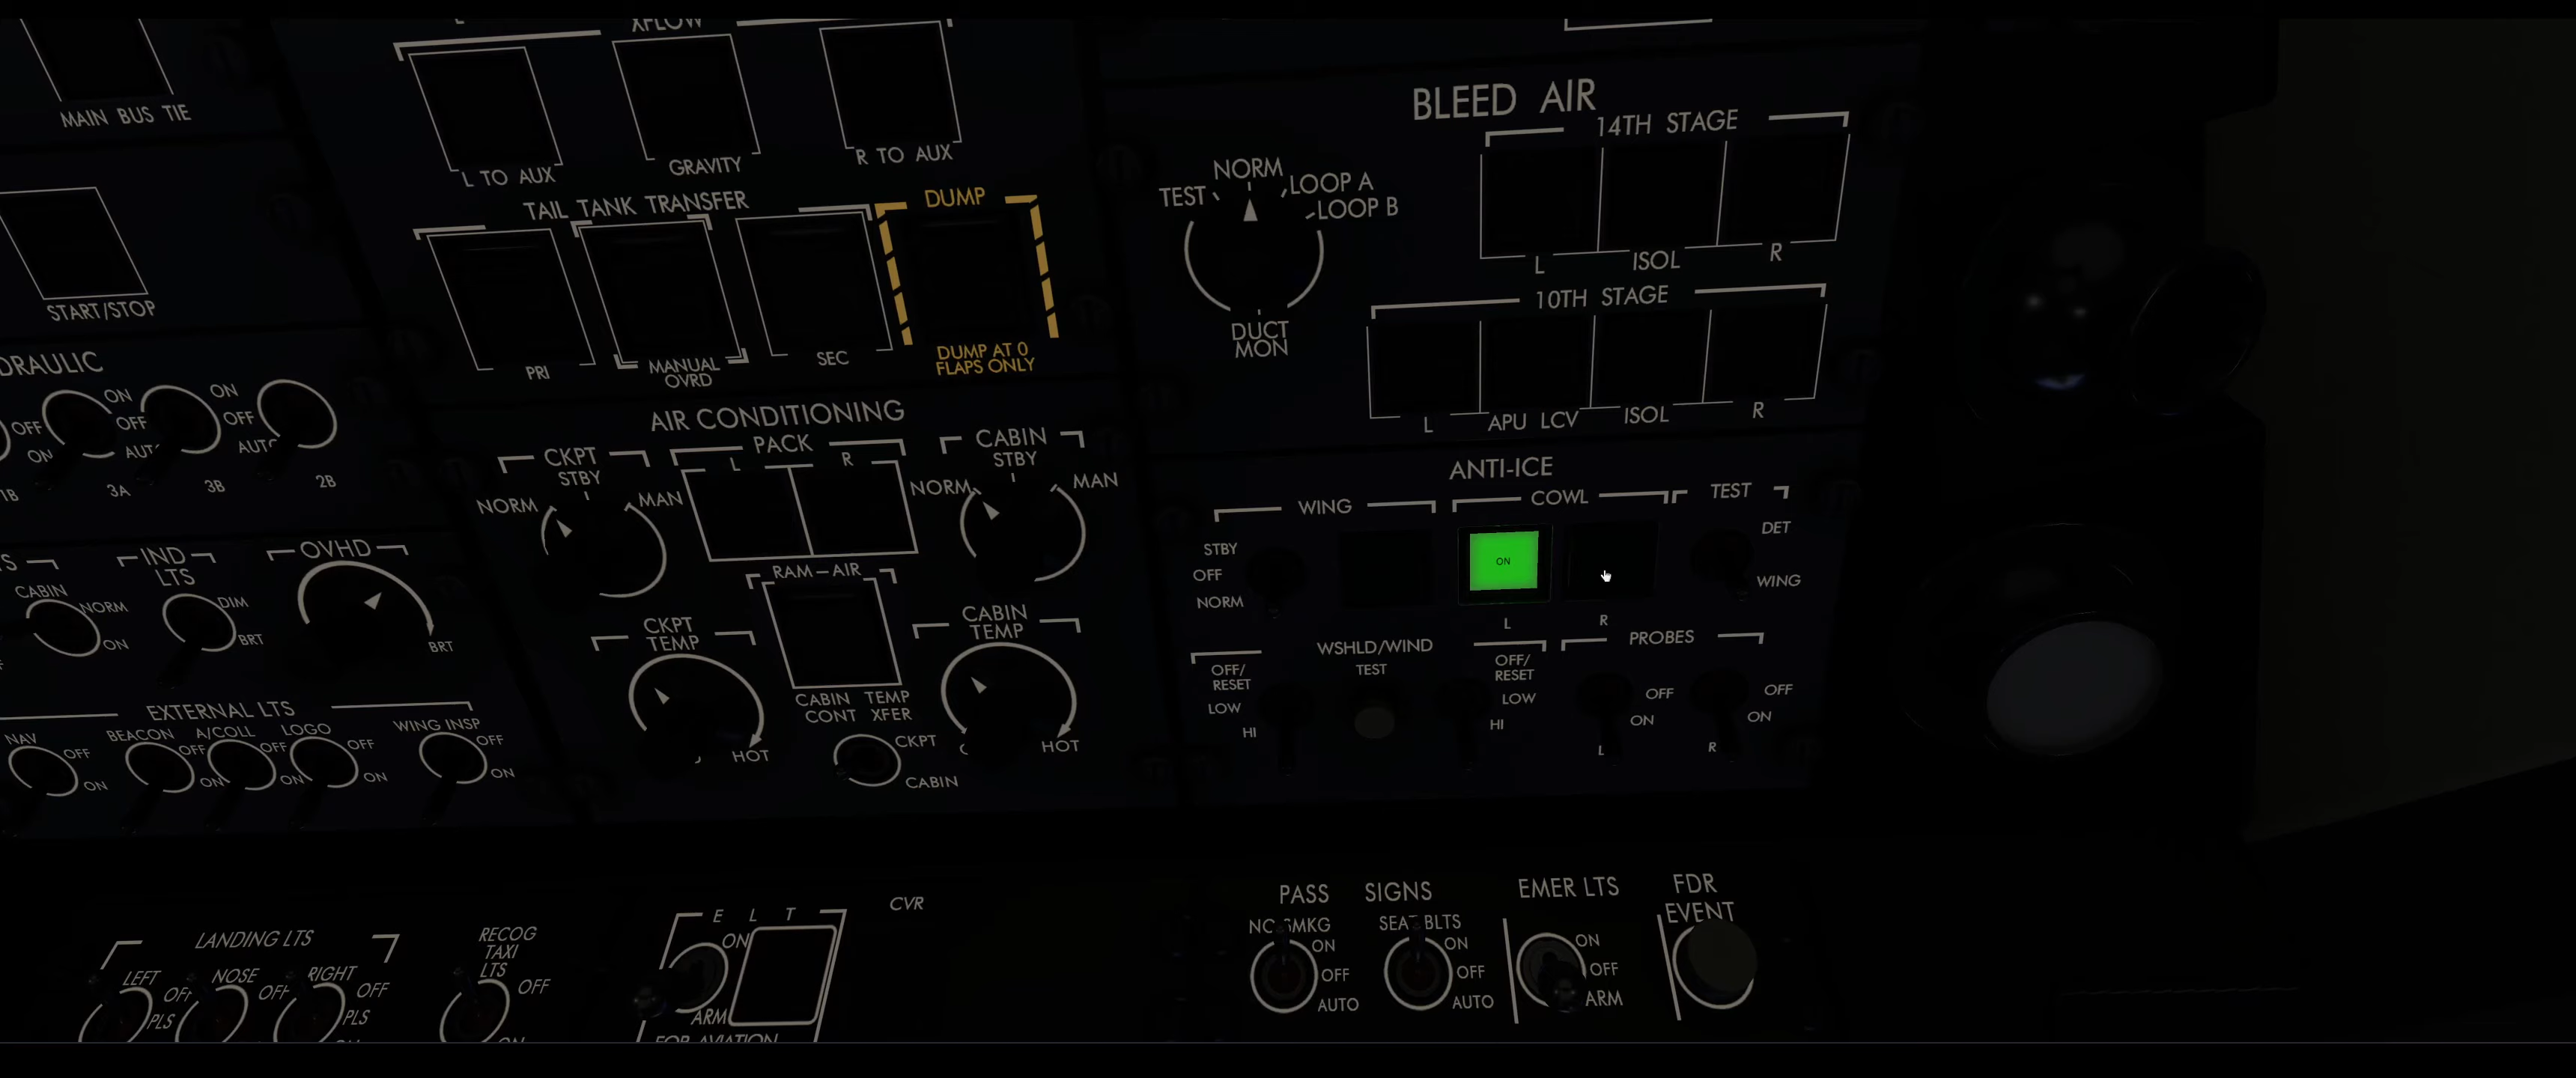 XFLOW
MAIN BUS TIE
L TO AUX
GRAVITY
R TO AUX
TAIL TANK TRANSFER
DUMP
PRI
MANUAL
OVRD
SEC
DUMP AT 0
FLAPS ONLY
START/STOP
BLEED AIR
14TH STAGE
NORM
TEST
LOOP A
LOOP B
DUCT
MON
L
ISOL
R
10TH STAGE
L
APU LCV
ISOL
R
ON
OFF
ON
OFF
AUTO
ON
OFF
AUTO
3A
3B
2B
AIR CONDITIONING
PACK
L
R
CKPT
STBY
NORM
MAN
CABIN
STBY
NORM
MAN
RAM-AIR
CKPT
TEMP
HOT
CABIN
TEMP
HOT
CABIN TEMP
CONT XFER
CKPT
CABIN
ANTI-ICE
WING
COWL
TEST
STBY
OFF
NORM
ON
DET
WING
L
R
WSHLD/WIND
TEST
OFF/
RESET
LOW
HI
OFF/
RESET
LOW
HI
PROBES
OFF
ON
L
OFF
ON
R
CABIN
NORM
ON
IND
LTS
DIM
BRT
OVHD
BRT
EXTERNAL LTS
NAV
OFF
ON
BEACON
OFF
ON
A/COLL
OFF
ON
LOGO
OFF
ON
WING INSP
OFF
ON
LANDING LTS
LEFT
OFF
PLS
NOSE
OFF
RIGHT
OFF
PLS
RECOG
TAXI
LTS
OFF
ON
E L T
ON
ARM
FOR AVIATION
CVR
PASS SIGNS
NO SMKG
ON
OFF
AUTO
SEAT BLTS
ON
OFF
AUTO
EMER LTS
ON
OFF
ARM
FDR
EVENT